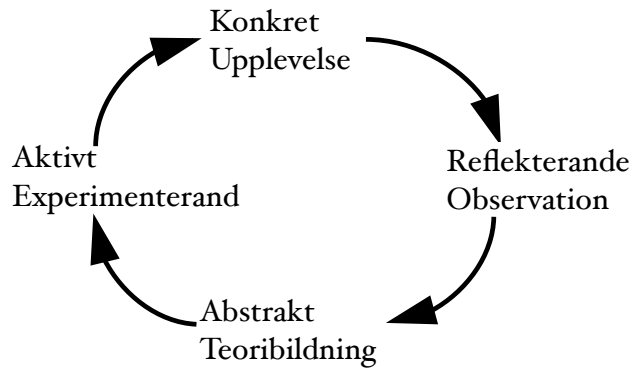 Konkret
Upplevelse
Reflekterande
Observation
Abstrakt
Teoribildning
Aktivt
Experimenterand